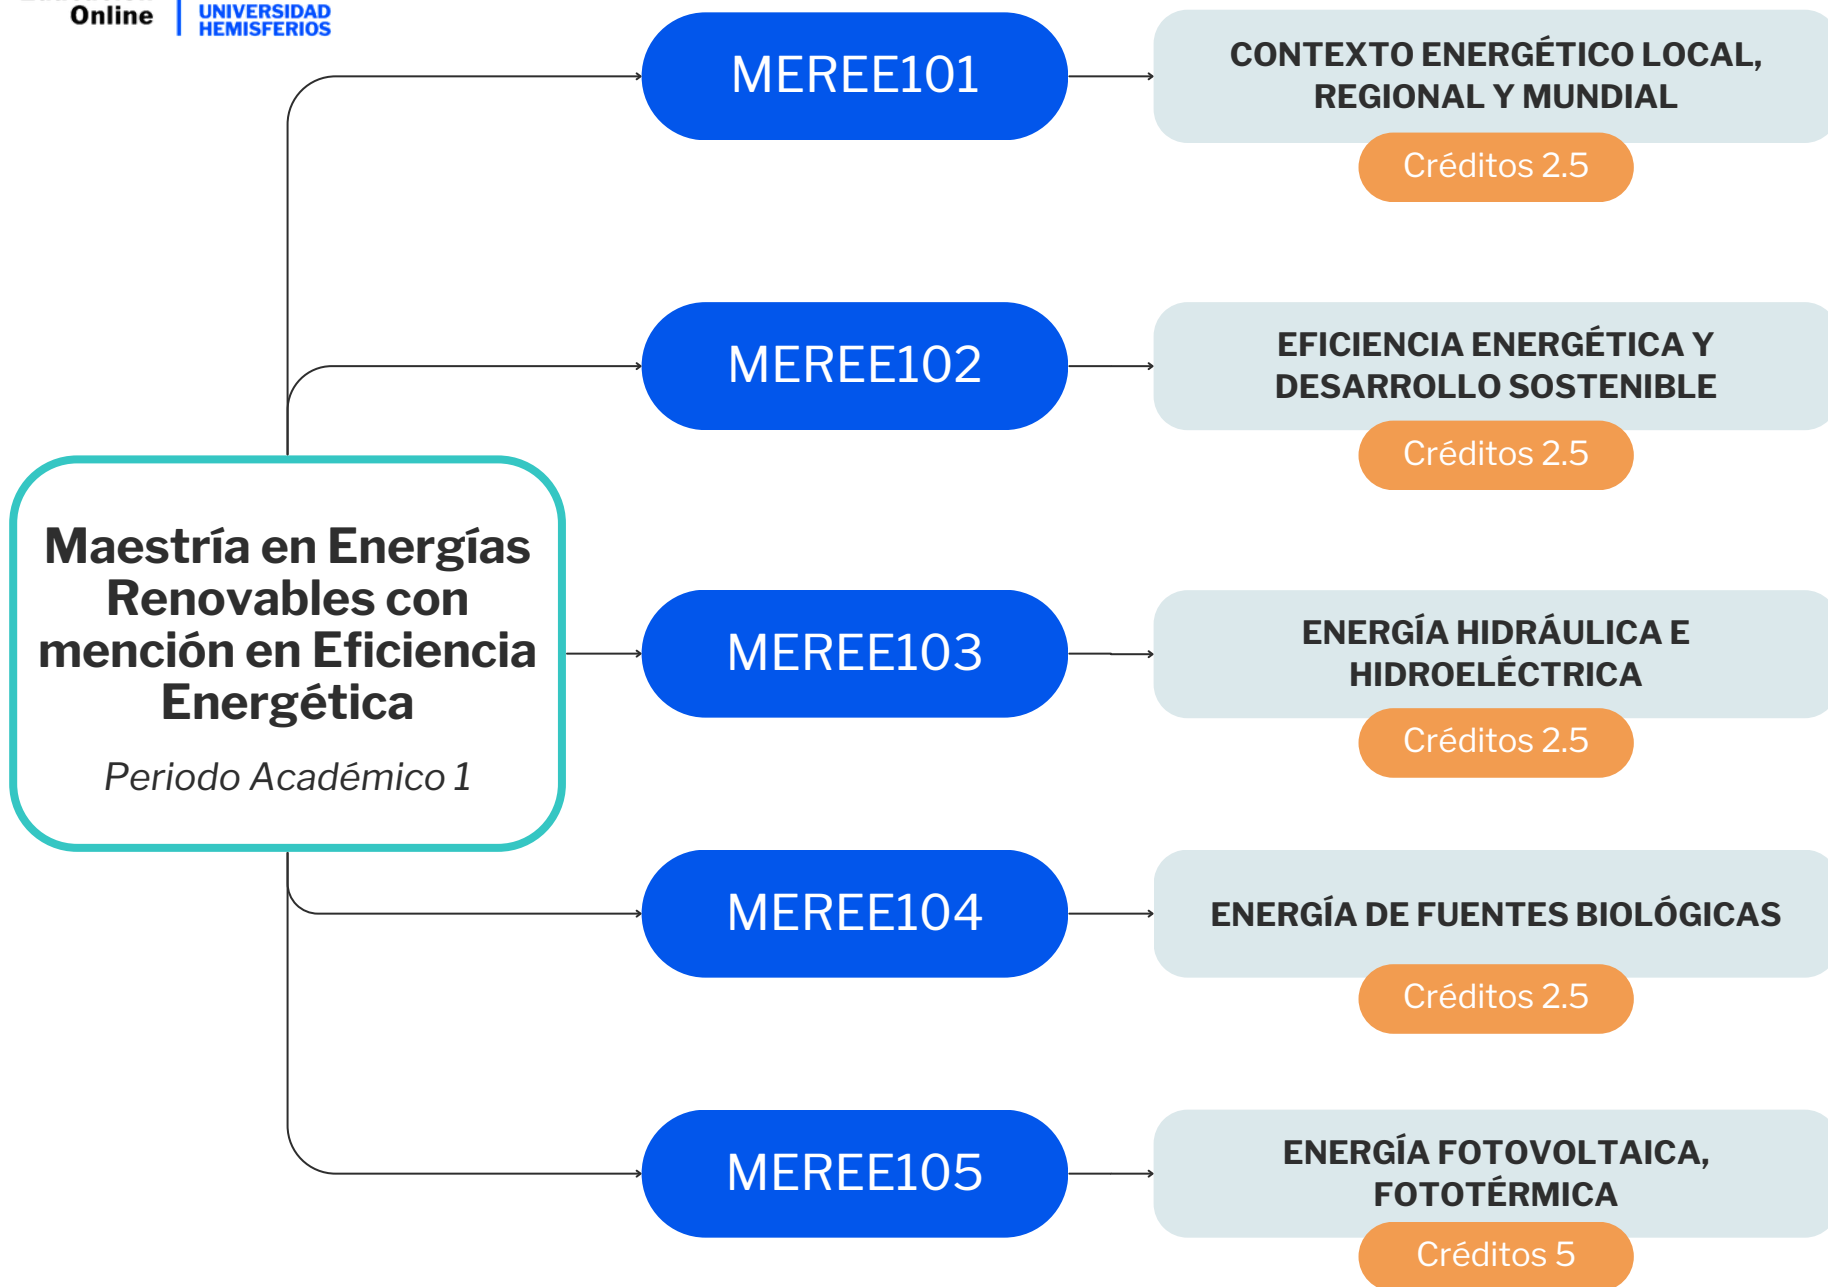 Online
UNIVERSIDAD
HEMISFERIOS
MEREE101
CONTEXTO ENERGÉTICO LOCAL,
REGIONAL Y MUNDIAL
Créditos 2.5
MEREE102
EFICIENCIA ENERGÉTICA Y
DESARROLLO SOSTENIBLE
Créditos 2.5
Maestría en Energías
Renovables con
mención en Eficiencia
Energética
Periodo Académico 1
MEREE103
ENERGÍA HIDRÁULICA E
HIDROELÉCTRICA
Créditos 2.5
MEREE104
ENERGÍA DE FUENTES BIOLÓGICAS
Créditos 2.5
MEREE105
ENERGÍA FOTOVOLTAICA,
FOTOTÉRMICA
Créditos 5